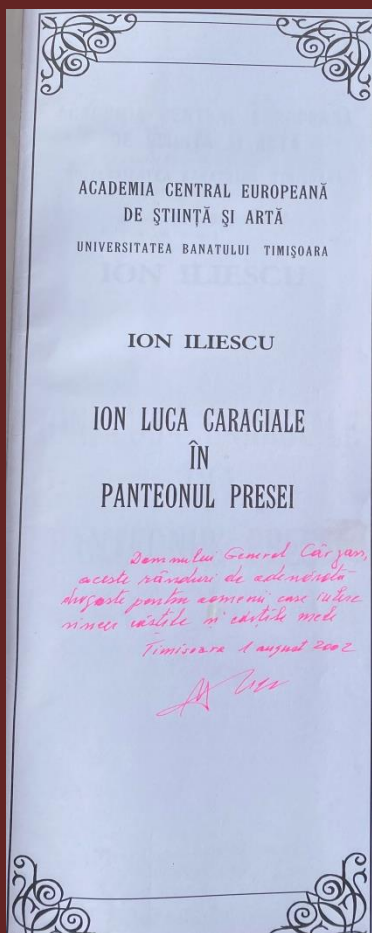 ACADEMIA CENTRAL EUROPEANĂ
DE ŞTIINŢĂ ŞI ARTĂ
UNIVERSITATEA BANATULUI TIMIŞOARA
ION ILIESCU
ION LUCA CARAGIALE
ÎN
PANTEONUL PRESEI
Domnului General Cârjan,
aceste rânduri de adevărată
dragoste pentru oamenii care iubesc
sincer cărțile și cărțile mele
Timișoara 1 august 2002